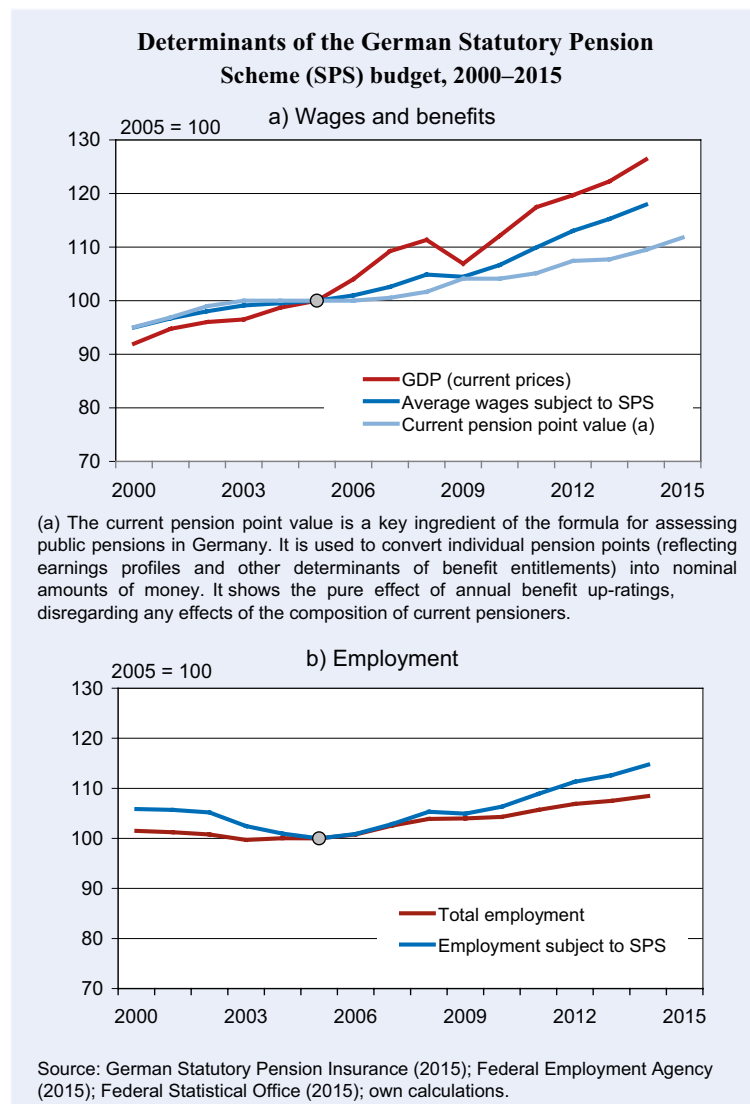 Determinants of the German Statutory Pension
Scheme (SPS) budget, 2000–2015
a) Wages and benefits
2005 = 100
130
120
110
100
90
80
70
GDP (current prices)
Average wages subject to SPS
Current pension point value (a)
2000 2003 2006 2009 2012 2015
(a) The current pension point value is a key ingredient of the formula for assessing
public pensions in Germany. It is used to convert individual pension points (reflecting
earnings profiles and other determinants of benefit entitlements) into nominal
amounts of money. It shows the pure effect of annual benefit up-ratings,
disregarding any effects of the composition of current pensioners.
b) Employment
2005 = 100
130
120
110
100
90
80
70
Total employment
Employment subject to SPS
2000 2003 2006 2009 2012 2015
Source: German Statutory Pension Insurance (2015); Federal Employment Agency
(2015); Federal Statistical Office (2015); own calculations.